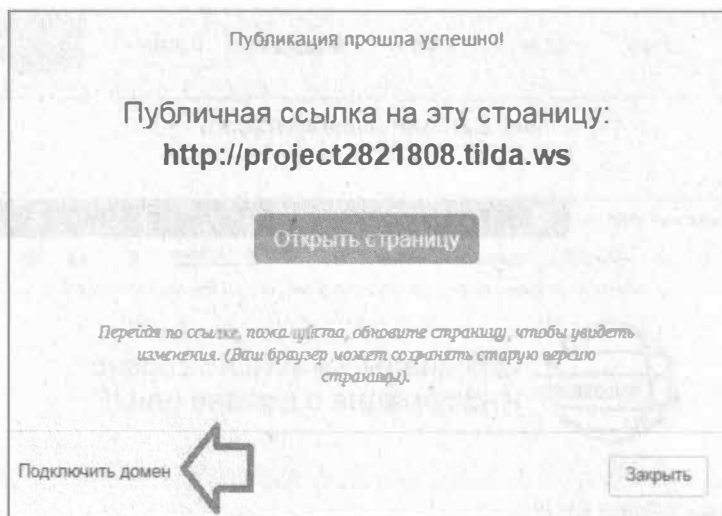 Публикация прошла успешно!
Публичная ссылка на эту страницу:
http://project2821808.tilda.ws
Открыть страницу
Перейдя по ссылке, пожалуйста, обновите страницу, чтобы увидеть
изменения. (Ваш браузер может сохранять старую версию
страницы).
Подключить домен
Закрыть